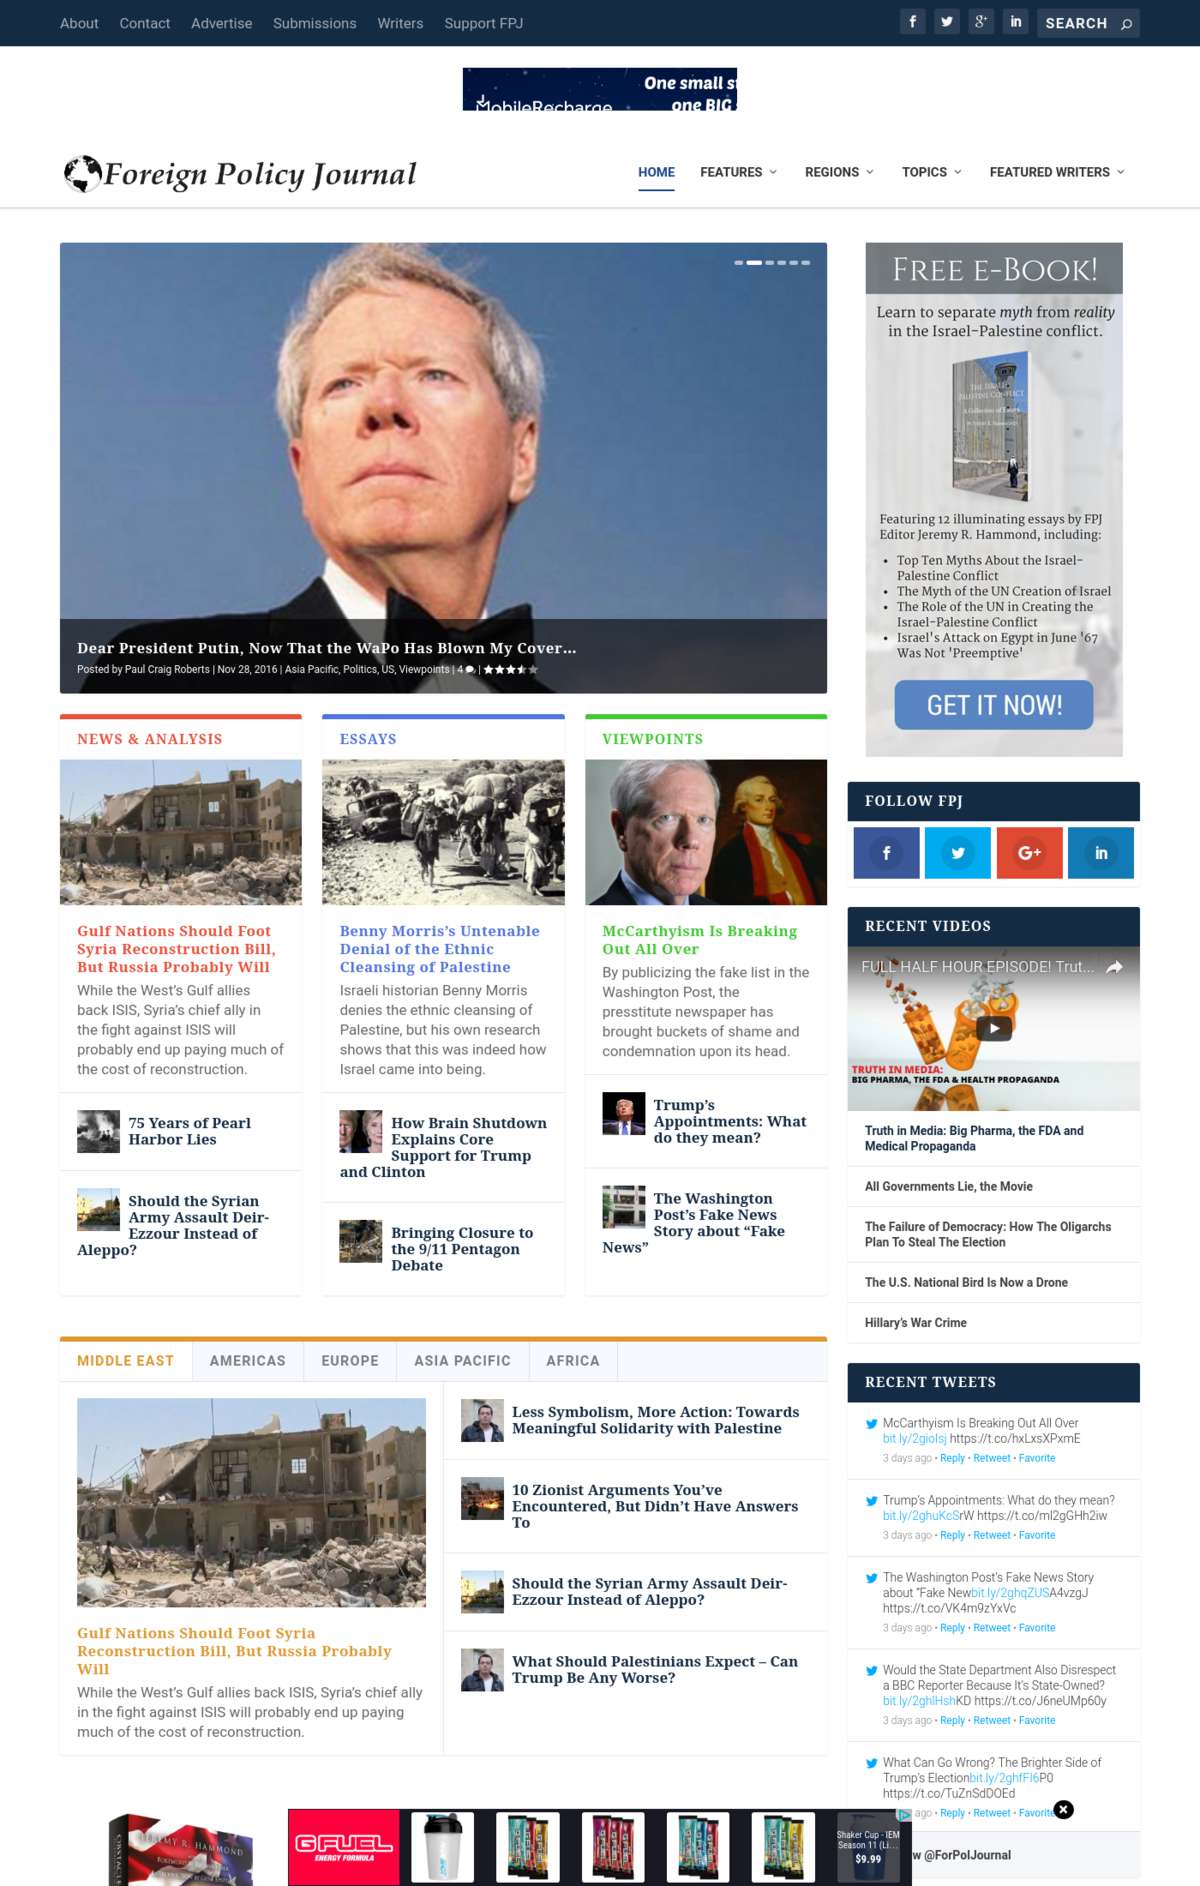 About Contact Advertise Submissions Writers Support FPJ
SEARCH
One small
MobileRecharge
one BIG
Foreign Policy Journal
HOME FEATURES REGIONS TOPICS FEATURED WRITERS
Dear President Putin, Now That the WaPo Has Blown My Cover...
Posted by Paul Craig Roberts | Nov 28, 2016 | Asia Pacific, Politics, US, Viewpoints | 4 |
FREE E-BOOK!
Learn to separate myth from reality
in the Israel-Palestine conflict.
THE ISRAEL-
PALESTINE CONFLICT
A Collection of Essays
Featuring 12 illuminating essays by FPJ
Editor Jeremy R. Hammond, including:
• Top Ten Myths About the Israel-
Palestine Conflict
• The Myth of the UN Creation of Israel
• The Role of the UN in Creating the
Israel-Palestine Conflict
• Israel's Attack on Egypt in June '67
Was Not 'Preemptive'
GET IT NOW!
NEWS & ANALYSIS
Gulf Nations Should Foot
Syria Reconstruction Bill,
But Russia Probably Will
While the West's Gulf allies
back ISIS, Syria's chief ally in
the fight against ISIS will
probably end up paying much of
the cost of reconstruction.
75 Years of Pearl
Harbor Lies
Should the Syrian
Army Assault Deir-
Ezzour Instead of
Aleppo?
ESSAYS
Benny Morris's Untenable
Denial of the Ethnic
Cleansing of Palestine
Israeli historian Benny Morris
denies the ethnic cleansing of
Palestine, but his own research
shows that this was indeed how
Israel came into being.
How Brain Shutdown
Explains Core
Support for Trump
and Clinton
Bringing Closure to
the 9/11 Pentagon
Debate
VIEWPOINTS
McCarthyism Is Breaking
Out All Over
By publicizing the fake list in the
Washington Post, the
presstitute newspaper has
brought buckets of shame and
condemnation upon its head.
Trump's
Appointments: What
do they mean?
The Washington
Post's Fake News
Story about “Fake
News”
FOLLOW FPJ
RECENT VIDEOS
FULL HALF HOUR EPISODE! Trut...
TRUTH IN MEDIA:
BIG PHARMA, THE FDA & HEALTH PROPAGANDA
Truth in Media: Big Pharma, the FDA and
Medical Propaganda
All Governments Lie, the Movie
The Failure of Democracy: How The Oligarchs
Plan To Steal The Election
The U.S. National Bird Is Now a Drone
Hillary's War Crime
MIDDLE EAST AMERICAS EUROPE ASIA PACIFIC AFRICA
Gulf Nations Should Foot Syria
Reconstruction Bill, But Russia Probably
Will
While the West's Gulf allies back ISIS, Syria's chief ally
in the fight against ISIS will probably end up paying
much of the cost of reconstruction.
Less Symbolism, More Action: Towards
Meaningful Solidarity with Palestine
10 Zionist Arguments You've
Encountered, But Didn't Have Answers
To
Should the Syrian Army Assault Deir-
Ezzour Instead of Aleppo?
What Should Palestinians Expect – Can
Trump Be Any Worse?
RECENT TWEETS
McCarthyism Is Breaking Out All Over
bit.ly/2gioIsj https://t.co/hxLxsXPxmE
3 days ago • Reply • Retweet • Favorite
Trump's Appointments: What do they mean?
bit.ly/2ghuKcSrW https://t.co/ml2gGHh2iw
3 days ago • Reply • Retweet • Favorite
The Washington Post's Fake News Story
about “Fake Newbit.ly/2ghqZUSA4vzgJ
https://t.co/VK4m9zYxVc
3 days ago • Reply • Retweet • Favorite
Would the State Department Also Disrespect
a BBC Reporter Because It's State-Owned?
bit.ly/2ghlHshKD https://t.co/J6neUMp60y
3 days ago • Reply • Retweet • Favorite
What Can Go Wrong? The Brighter Side of
Trump's Electionbit.ly/2ghfFI6P0
https://t.co/TuZnSdDOEd
ago • Reply • Retweet • Favorite
@ForPolJournal
JEREMY R. HAMMOND
GFUEL
ENERGY FORMULA
Shaker Cup - IEM
Season 11 (Li...
$9.99